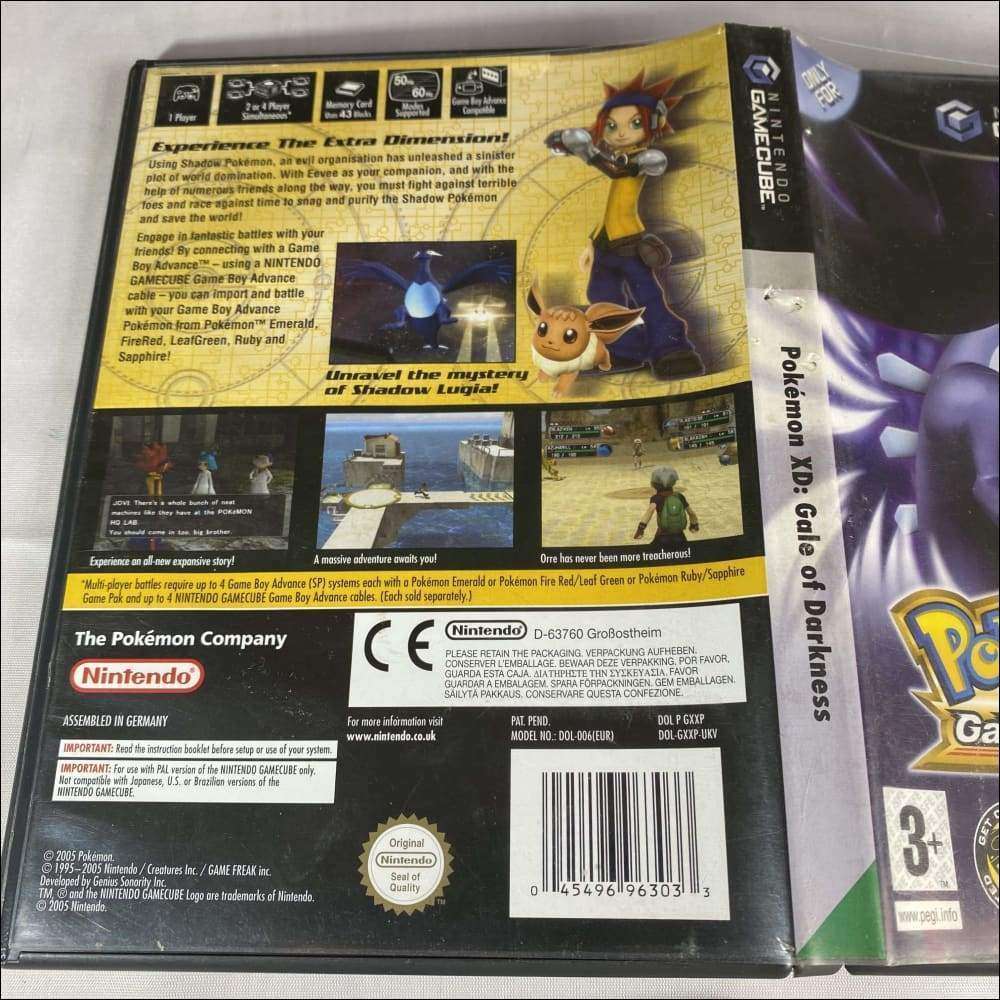 1 Player
2 or 4 Player
Simultaneous*
Memory Card
Uses 43 Blocks
50Hz
60Hz
Modes
Supported
Game Boy Advance
Compatible
Experience The Extra Dimension!
Using Shadow Pokémon, an evil organisation has unleashed a sinister
plot of world domination. With Eevee as your companion, and with the
help of numerous friends along the way, you must fight against terrible
foes and race against time to snag and purify the Shadow Pokémon
and save the world!
Engage in fantastic battles with your
friends! By connecting with a Game
Boy Advance™ – using a NINTENDO
GAMECUBE Game Boy Advance
cable – you can import and battle
with your Game Boy Advance
Pokémon from Pokémon™ Emerald,
FireRed, LeafGreen, Ruby and
Sapphire!
Unravel the mystery
of Shadow Lugia!
JOVI: There's a whole bunch of neat
machines like they have at the POKéMON
HQ LAB.
You should come in too, big brother.
Experience an all-new expansive story!
A massive adventure awaits you!
Orre has never been more treacherous!
*Multi-player battles require up to 4 Game Boy Advance (SP) systems each with a Pokémon Emerald or Pokémon Fire Red/Leaf Green or Pokémon Ruby/Sapphire
Game Pak and up to 4 NINTENDO GAMECUBE Game Boy Advance cables. (Each sold separately.)
The Pokémon Company
Nintendo
CE
Nintendo D-63760 Großostheim
PLEASE RETAIN THE PACKAGING. VERPACKUNG AUFHEBEN.
CONSERVER L'EMBALLAGE. BEWAAR DEZE VERPAKKING. POR FAVOR,
GUARDA ESTA CAJA. ΔΙΑΤΗΡΗΣΤΕ ΤΗΝ ΣΥΣΚΕΥΑΣΙΑ. FAVOR
GUARDAR A EMBALAGEM. SPARA FÖRPACKNINGEN. GEM EMBALLAGEN.
SÄILYTÄ PAKKAUS. CONSERVARE QUESTA CONFEZIONE.
ASSEMBLED IN GERMANY
For more information visit
www.nintendo.co.uk
PAT. PEND.
MODEL NO.: DOL-006(EUR)
DOL P GXXP
DOL-GXXP-UKV
IMPORTANT: Read the instruction booklet before setup or use of your system.
IMPORTANT: For use with PAL version of the NINTENDO GAMECUBE only.
Not compatible with Japanese, U.S. or Brazilian versions of the
NINTENDO GAMECUBE.
© 2005 Pokémon.
© 1995–2005 Nintendo / Creatures Inc. / GAME FREAK inc.
Developed by Genius Sonority Inc.
TM, ® and the NINTENDO GAMECUBE Logo are trademarks of Nintendo.
© 2005 Nintendo.
Original
Nintendo
Seal of
Quality
TM
0 45496 96303 3
NINTENDO
GAMECUBE™
Pokémon XD: Gale of Darkness
ONLY
FOR
3+
www.pegi.info